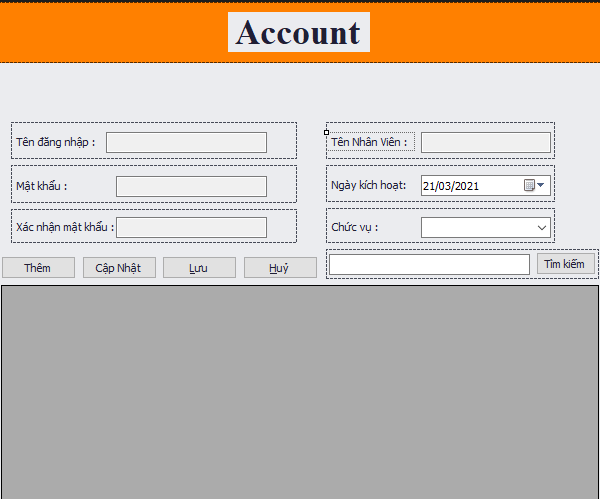 Account
Tên đăng nhập :
Tên Nhân Viên :
Mật khẩu :
Ngày kích hoạt:
21/03/2021
Xác nhận mật khẩu :
Chức vụ :
Thêm
Cập Nhật
Lưu
Huỷ
Tìm kiếm